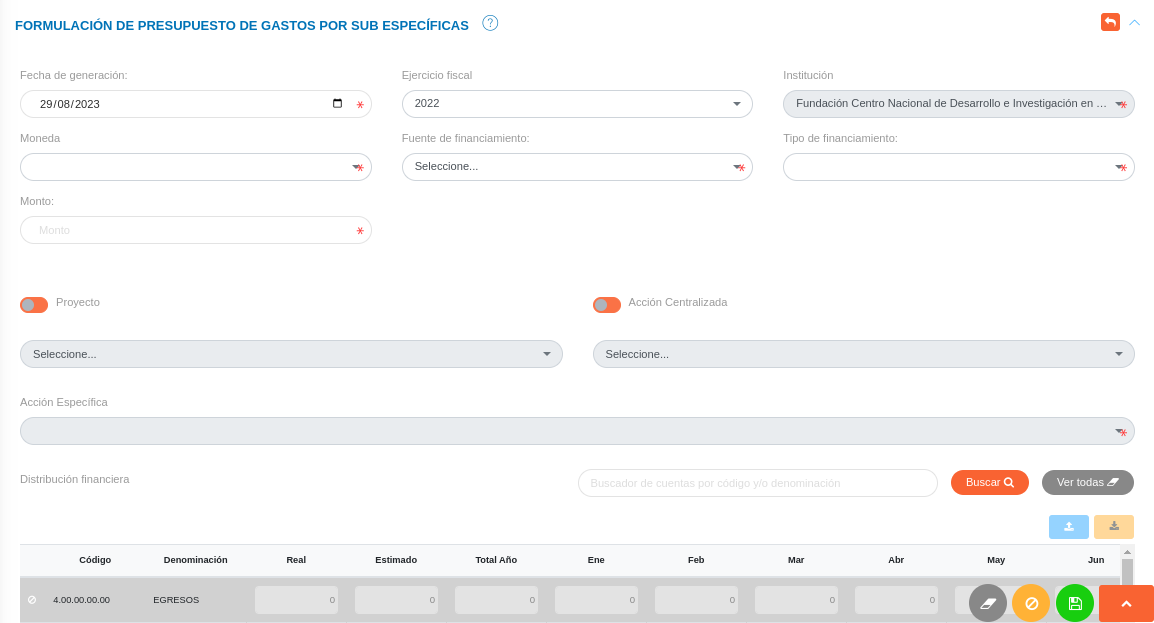 FORMULACIÓN DE PRESUPUESTO DE GASTOS POR SUB ESPECÍFICAS ?
Fecha de generación: Ejercicio fiscal Institución
29/08/2023 * 2022 Fundación Centro Nacional de Desarrollo e Investigación en ... *
Moneda Fuente de financiamiento: Tipo de financiamiento:
* Seleccione... * *
Monto:
Monto *
Proyecto Acción Centralizada
Seleccione... Seleccione...
Acción Específica
*
Distribución financiera Buscador de cuentas por código y/o denominación Buscar Ver todas
Código Denominación Real Estimado Total Año Ene Feb Mar Abr May Jun
4.00.00.00.00 EGRESOS 0 0 0 0 0 0 0